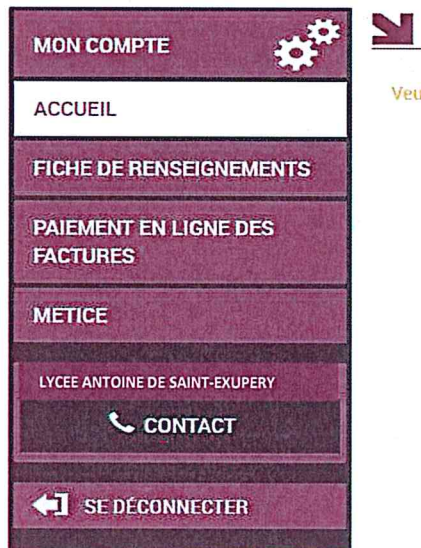 MON COMPTE
Veu
ACCUEIL
FICHE DE RENSEIGNEMENTS
PAIEMENT EN LIGNE DES
FACTURES
METICE
LYCEE ANTOINE DE SAINT-EXUPERY
CONTACT
SE DÉCONNECTER